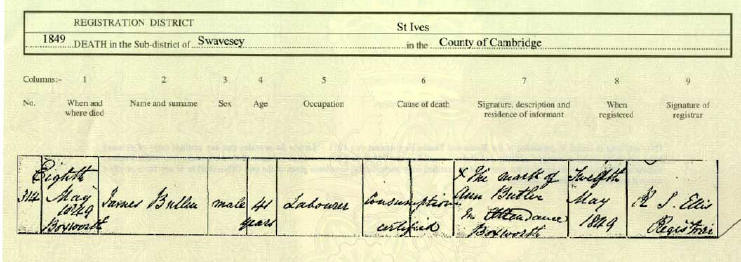 REGISTRATION DISTRICT St Ives
1849 DEATH in the Sub-district of Swavesey in the County of Cambridge
Columns:- 1 2 3 4 5 6 7 8 9
No. When and where died Name and surname Sex Age Occupation Cause of death Signature, description and residence of informant When registered Signature of registrar
314
Eighth
May
1849
Boxworth
James
male
41
years
Labourer
Consumption
certified
X The mark of
Ann Butler
In Attendance
Boxworth
Twelfth
May
1849
Ellis
Registrar